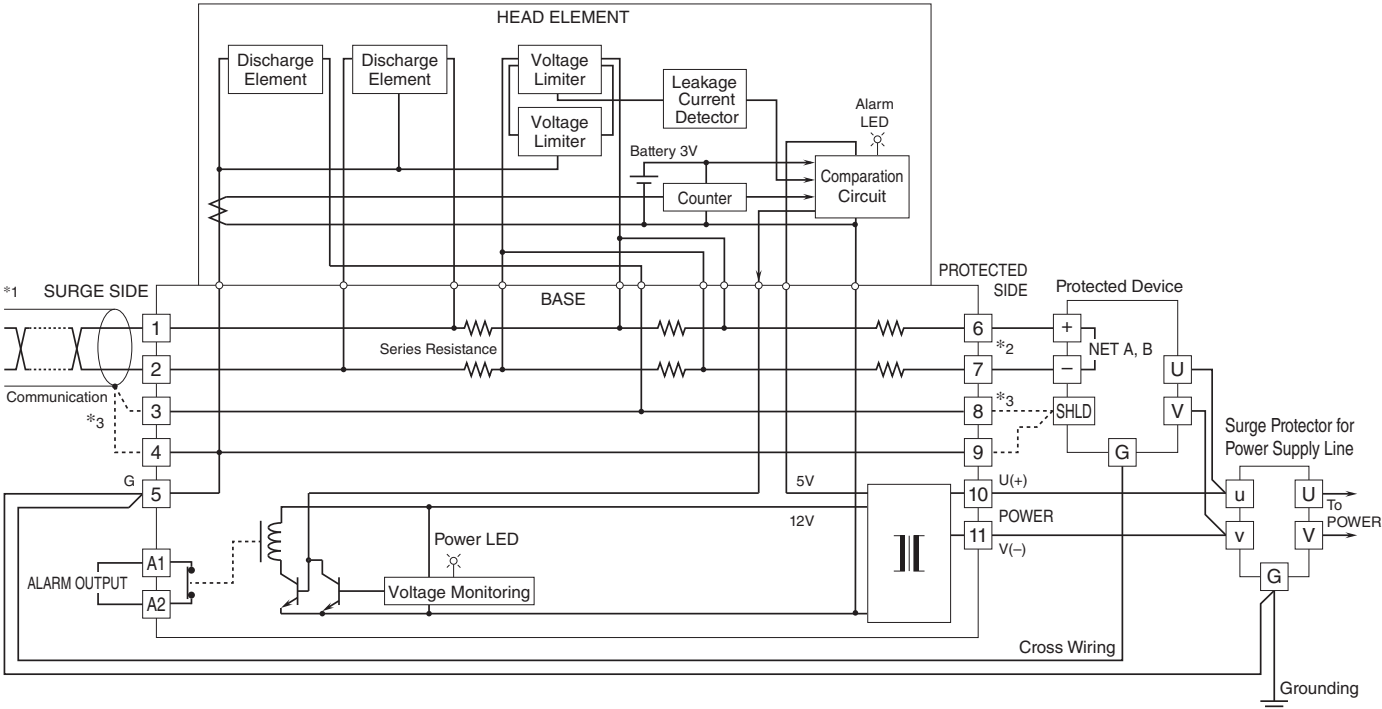 HEAD ELEMENT
Discharge
Element
Discharge
Element
Voltage
Limiter
Voltage
Limiter
Leakage
Current
Detector
Alarm
LED
Battery 3V
Counter
Comparation
Circuit
*1
SURGE SIDE
BASE
PROTECTED
SIDE
Protected Device
1
2
3
4
G
5
Series Resistance
Communication
*3
6
*2
7
8
*3
9
+
–
NET A, B
SHLD
U
V
G
Surge Protector for
Power Supply Line
5V
12V
10
U(+)
POWER
11
V(–)
u
v
U
V
To
POWER
G
Power LED
Voltage Monitoring
A1
ALARM OUTPUT
A2
Cross Wiring
Grounding